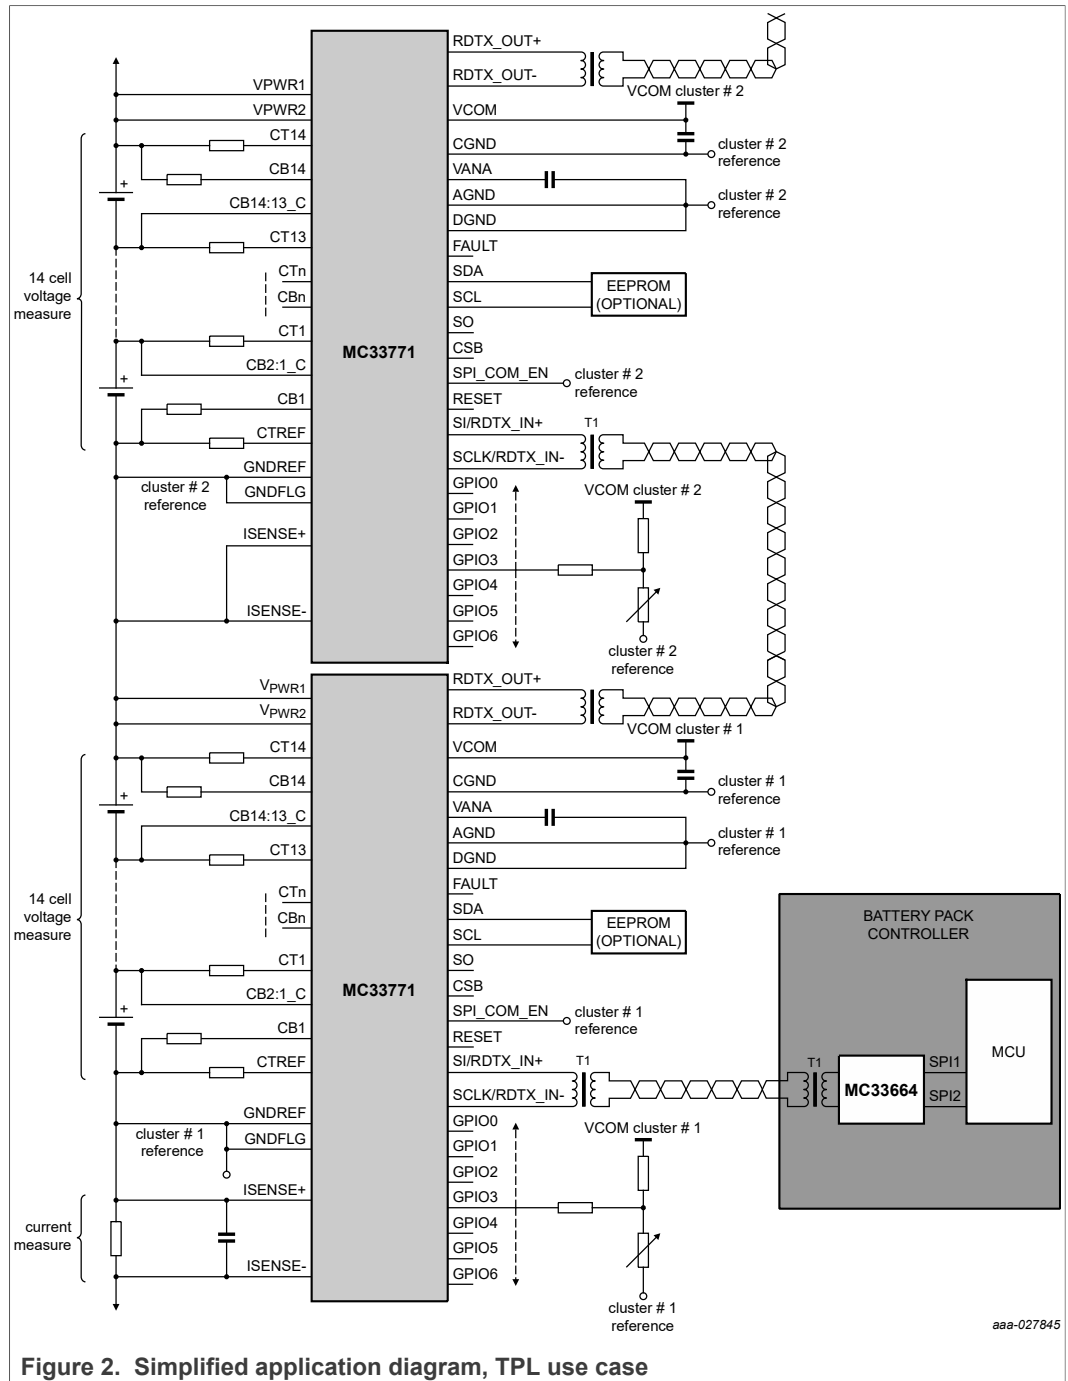 RDTX_OUT+
RDTX_OUT-
VPWR1
VPWR2
CT14
CB14
CB14:13_C
CT13
CTn
CBn
CT1
CB2:1_C
CB1
CTREF
GNDREF
GNDFLG
ISENSE+
ISENSE-
14 cell
voltage
measure
cluster # 2
reference
MC33771
VCOM cluster # 2
VCOM
CGND
cluster # 2
reference
VANA
AGND
cluster # 2
reference
DGND
FAULT
SDA
SCL
EEPROM
(OPTIONAL)
SO
CSB
SPI_COM_EN
cluster # 2
reference
RESET
SI/RDTX_IN+
T1
SCLK/RDTX_IN-
GPIO0
GPIO1
GPIO2
GPIO3
GPIO4
GPIO5
GPIO6
VCOM cluster # 2
cluster # 2
reference
VPWR1
VPWR2
CT14
CB14
CB14:13_C
CT13
CTn
CBn
CT1
CB2:1_C
CB1
CTREF
GNDREF
GNDFLG
ISENSE+
ISENSE-
14 cell
voltage
measure
cluster # 1
reference
current
measure
MC33771
RDTX_OUT+
RDTX_OUT-
VCOM cluster # 1
VCOM
CGND
cluster # 1
reference
VANA
AGND
cluster # 1
reference
DGND
FAULT
SDA
SCL
EEPROM
(OPTIONAL)
SO
CSB
SPI_COM_EN
cluster # 1
reference
RESET
SI/RDTX_IN+
T1
SCLK/RDTX_IN-
GPIO0
GPIO1
GPIO2
GPIO3
GPIO4
GPIO5
GPIO6
VCOM cluster # 1
cluster # 1
reference
BATTERY PACK
CONTROLLER
T1
MC33664
SPI1
SPI2
MCU
aaa-027845
Figure 2. Simplified application diagram, TPL use case